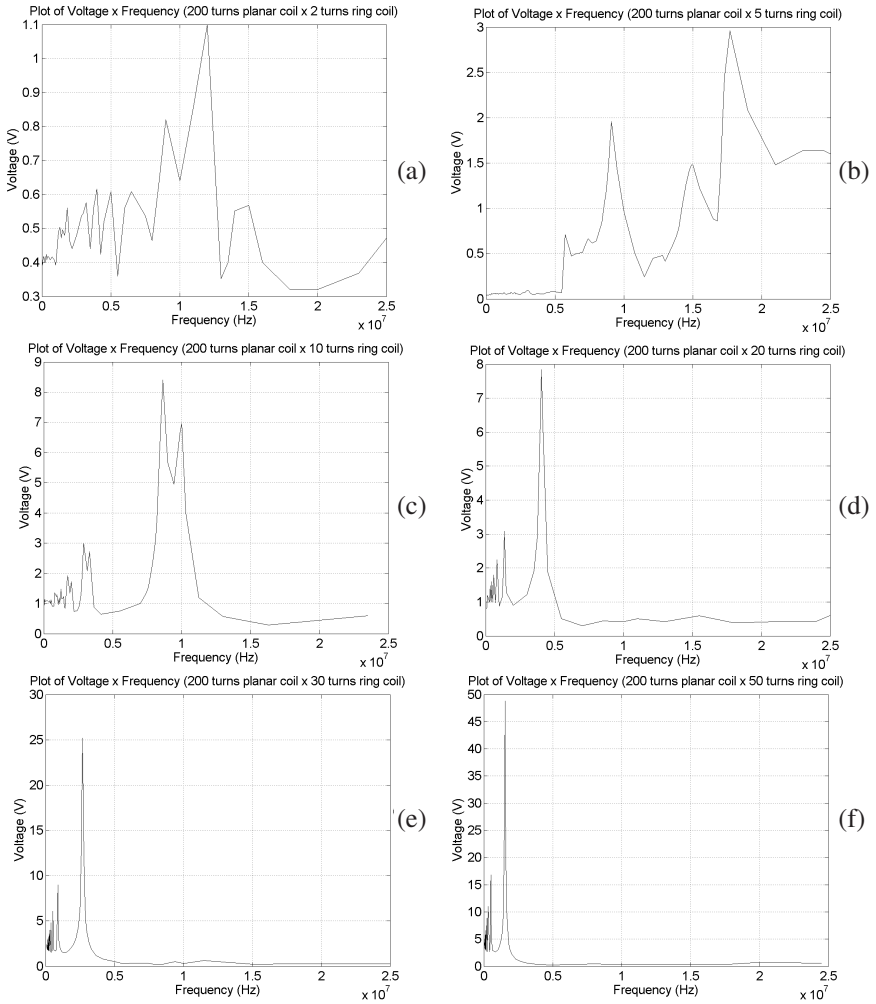 Plot of Voltage x Frequency (200 turns planar coil x 2 turns ring coil)
1.1
1
0.9
0.8
0.7
0.6
0.5
0.4
0.3
Voltage (V)
0
0.5
1
1.5
2
2.5
Frequency (Hz)
x 10^7
(a)
Plot of Voltage x Frequency (200 turns planar coil x 5 turns ring coil)
3
2.5
2
1.5
1
0.5
0
Voltage (V)
0
0.5
1
1.5
2
2.5
Frequency (Hz)
x 10^7
(b)
Plot of Voltage x Frequency (200 turns planar coil x 10 turns ring coil)
9
8
7
6
5
4
3
2
1
0
Voltage (V)
0
0.5
1
1.5
2
2.5
Frequency (Hz)
x 10^7
(c)
Plot of Voltage x Frequency (200 turns planar coil x 20 turns ring coil)
8
7
6
5
4
3
2
1
0
Voltage (V)
0
0.5
1
1.5
2
2.5
Frequency (Hz)
x 10^7
(d)
Plot of Voltage x Frequency (200 turns planar coil x 30 turns ring coil)
30
25
20
15
10
5
0
Voltage (V)
0
0.5
1
1.5
2
2.5
Frequency (Hz)
x 10^7
(e)
Plot of Voltage x Frequency (200 turns planar coil x 50 turns ring coil)
50
45
40
35
30
25
20
15
10
5
0
Voltage (V)
0
0.5
1
1.5
2
2.5
Frequency (Hz)
x 10^7
(f)